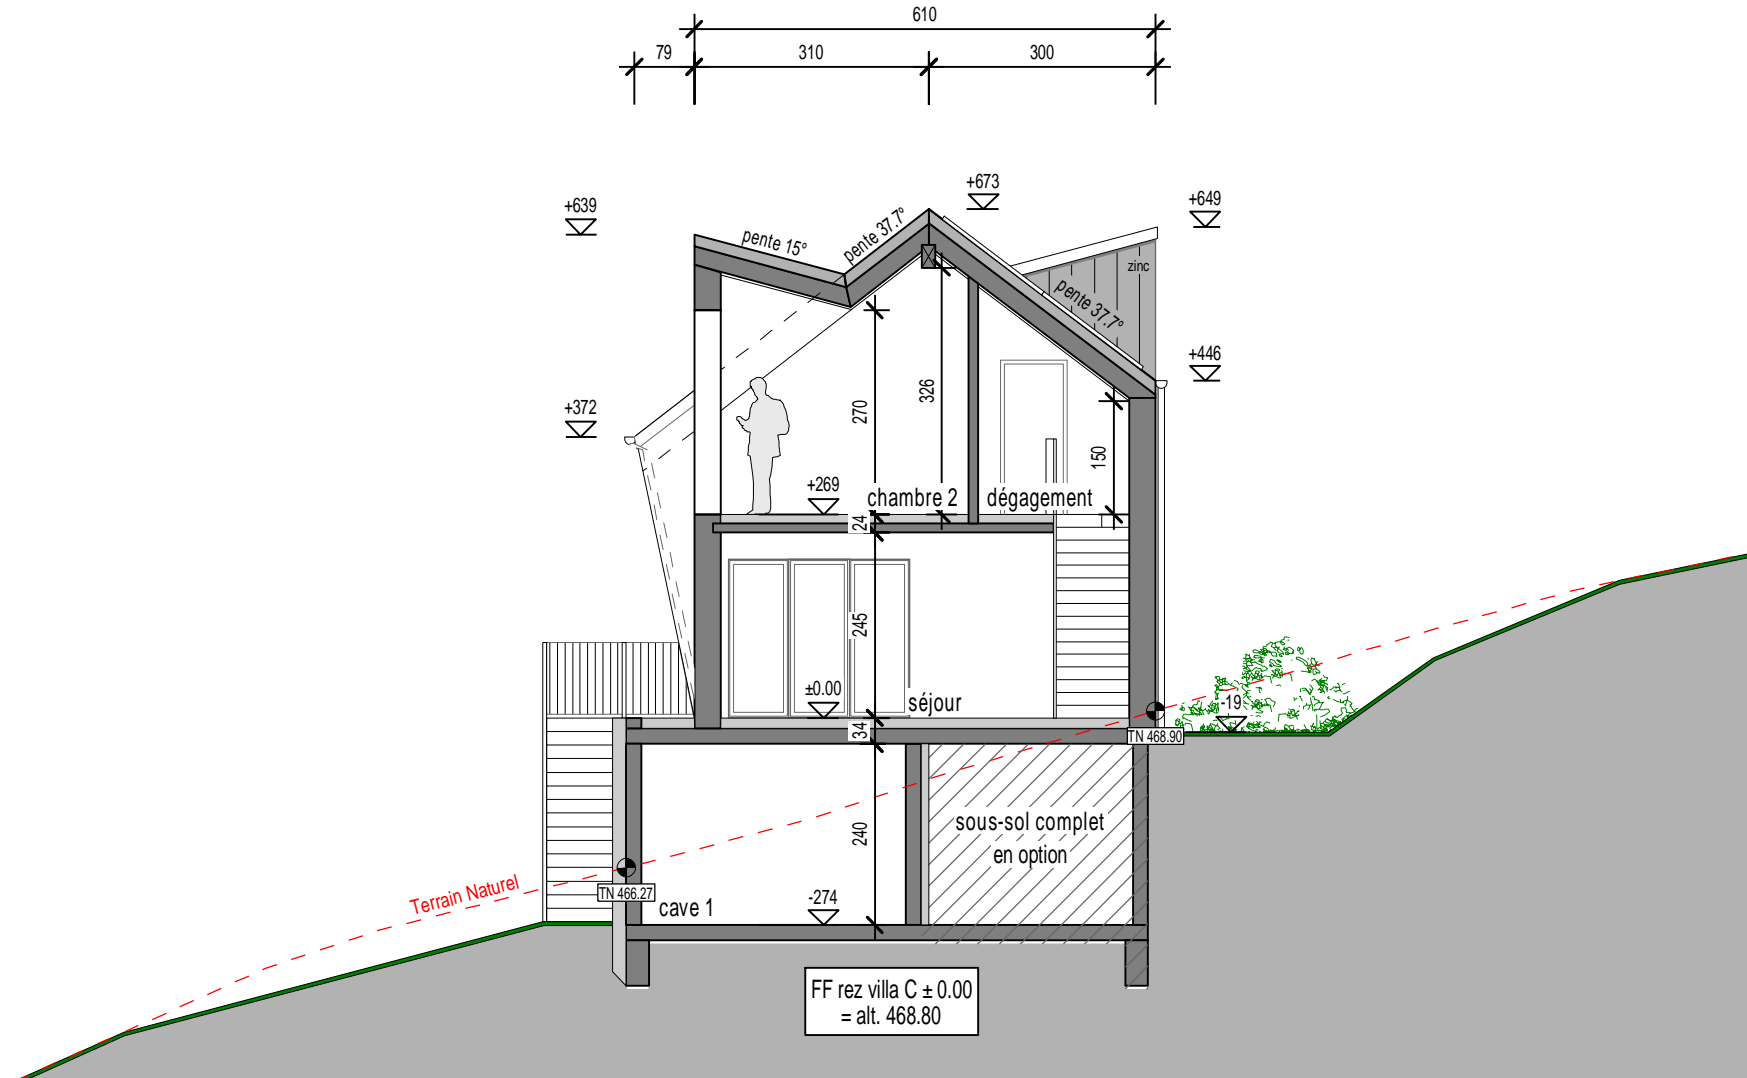 610
79
310
300
+673
+639
+649
pente 15°
pente 37.7°
zinc
pente 37.7°
+446
+372
270
326
150
+269
chambre 2
dégagement
24
245
±0.00
séjour
-19
34
TN 468.90
sous-sol complet
en option
240
Terrain Naturel
TN 466.27
cave 1
-274
FF rez villa C ± 0.00
= alt. 468.80